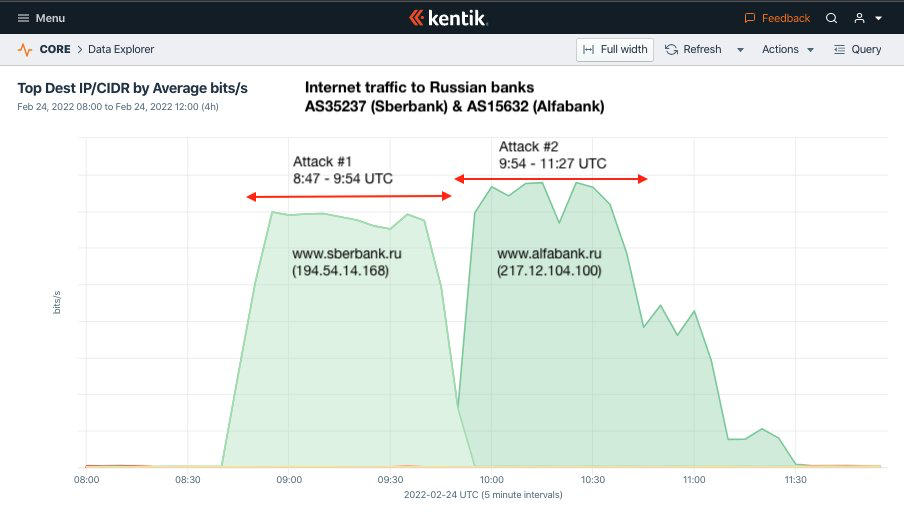 Menu
kentik
Feedback
CORE > Data Explorer
Full width
Refresh
Actions
Query
Top Dest IP/CIDR by Average bits/s
Feb 24, 2022 08:00 to Feb 24, 2022 12:00 (4h)
Internet traffic to Russian banks
AS35237 (Sberbank) & AS15632 (Alfabank)
Attack #1
8:47 - 9:54 UTC
Attack #2
9:54 - 11:27 UTC
www.sberbank.ru
(194.54.14.168)
www.alfabank.ru
(217.12.104.100)
bits/s
08:00 08:30 09:00 09:30 10:00 10:30 11:00 11:30
2022-02-24 UTC (5 minute intervals)